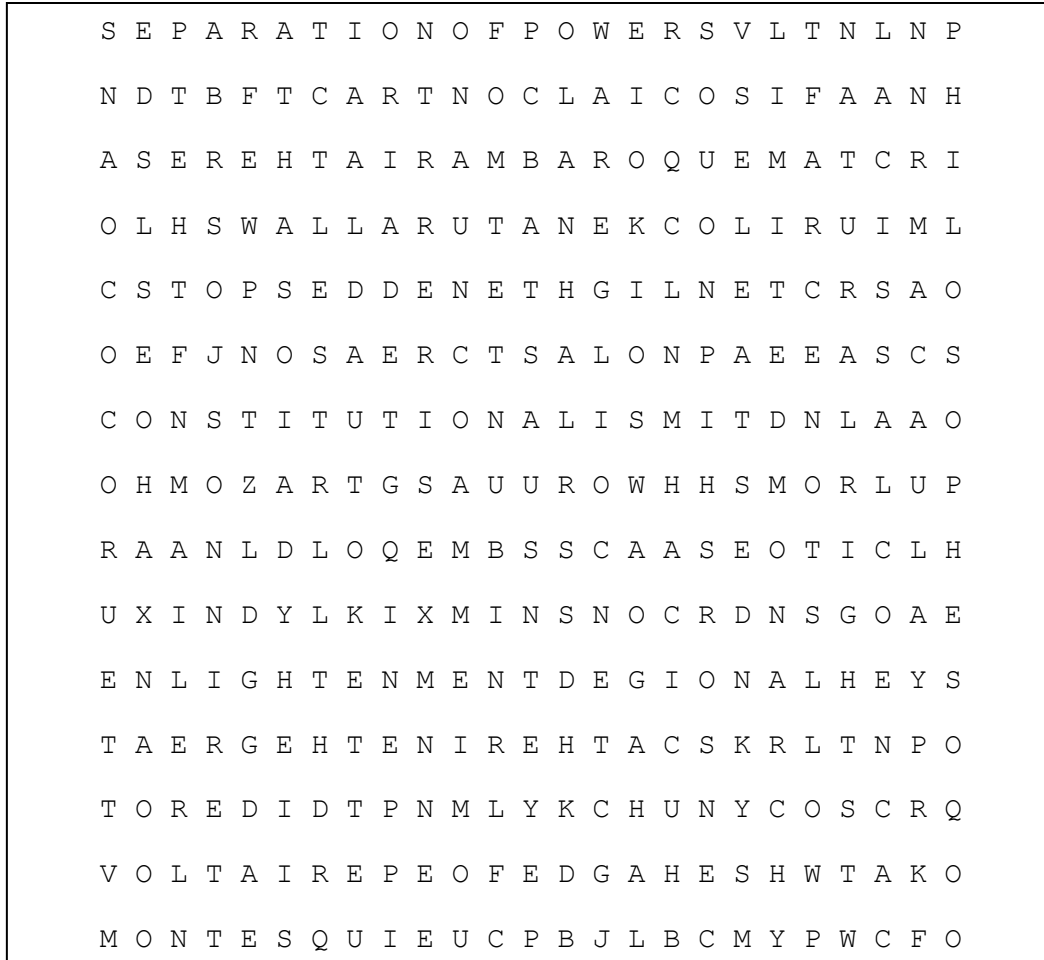 S E P A R A T I O N O F P O W E R S V L T N L N P
N D T B F T C A R T N O C L A I C O S I F A A N H
A S E R E H T A I R A M B A R O Q U E M A T C R I
O L H S W A L L A R U T A N E K C O L I R U I M L
C S T O P S E D D E N E T H G I L N E T C R S A O
O E F J N O S A E R C T S A L O N P A E E A S C S
C O N S T I T U T I O N A L I S M I T D N L A A O
O H M O Z A R T G S A U U R O W H H S M O R L U P
R A A N L D L O Q E M B S S C A A S E O T I C L H
U X I N D Y L K I X M I N S N O C R D N S G O A E
E N L I G H T E N M E N T D E G I O N A L H E Y S
T A E R G E H T E N I R E H T A C S K R L T N P O
T O R E D I D T P N M L Y K C H U N Y C O S C R Q
V O L T A I R E P E O F E D G A H E S H W T A K O
M O N T E S Q U I E U C P B J L B C M Y P W C F O